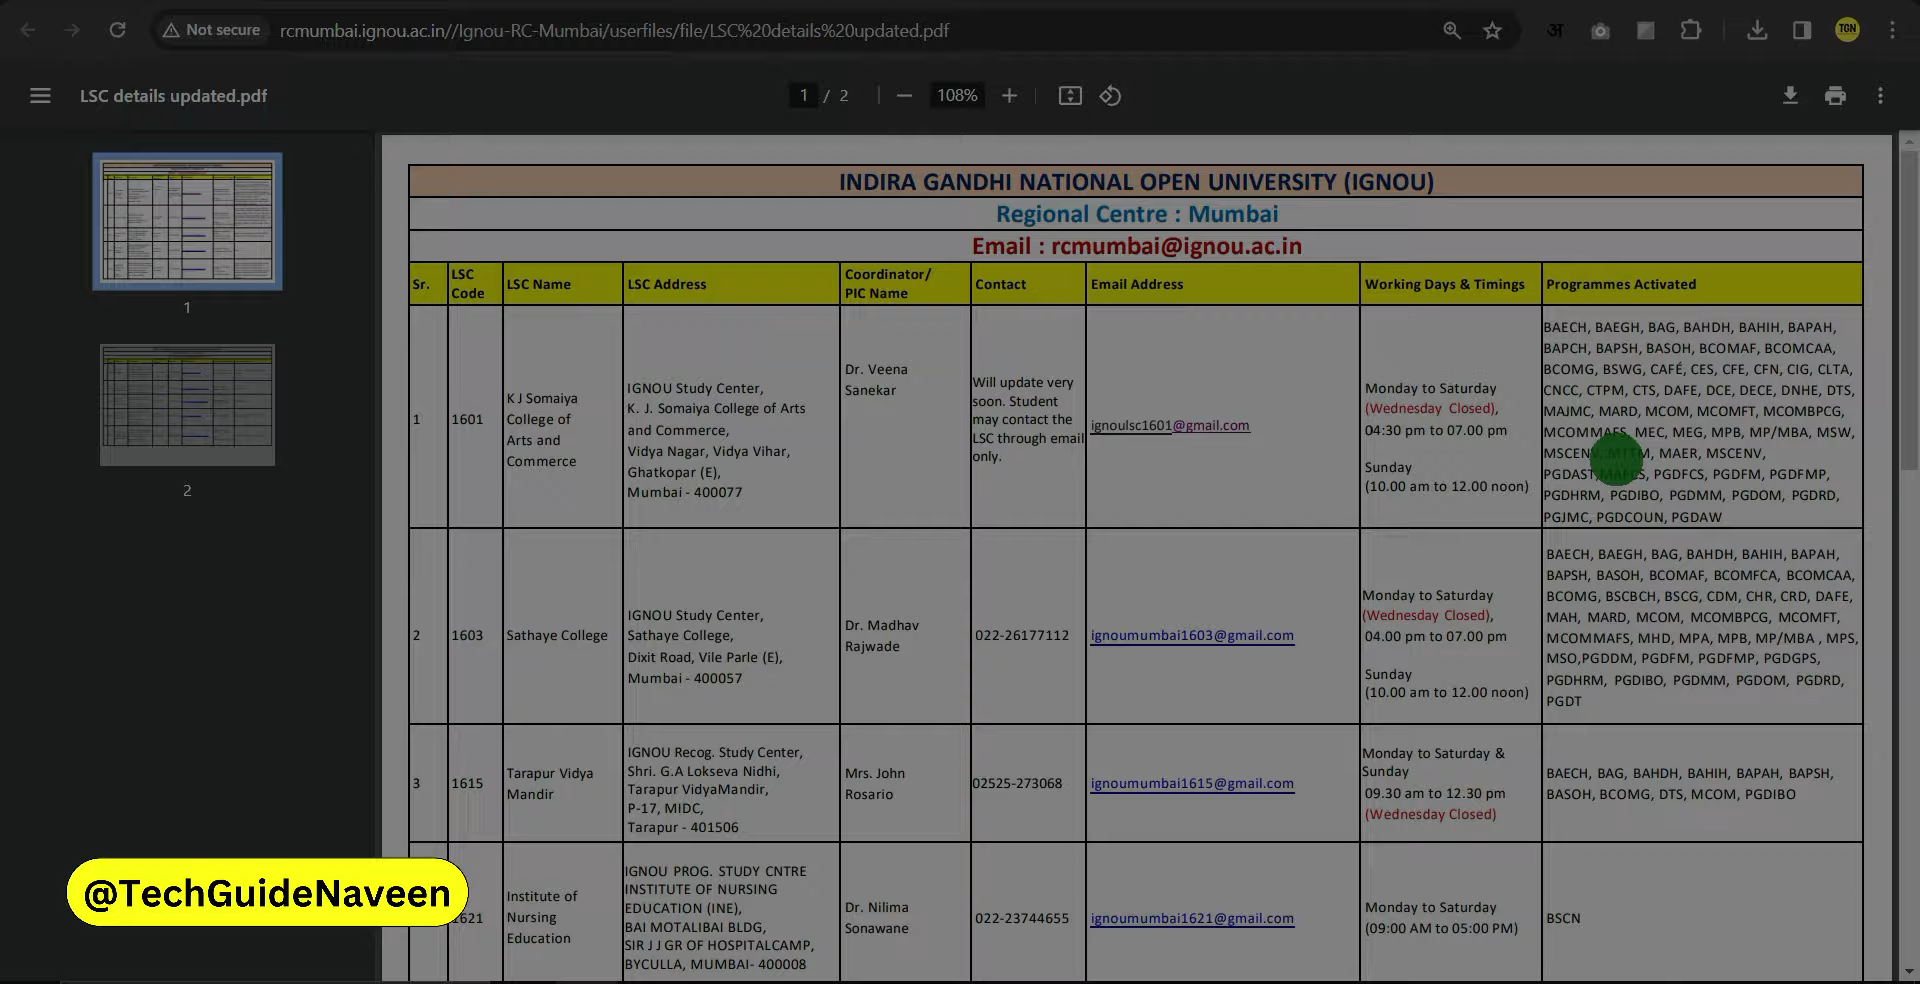 Not secure
rcmumbai.ignou.ac.in//Ignou-RC-Mumbai/userfiles/file/LSC%20details%20updated.pdf
अ
TGN
LSC details updated.pdf
1 / 2
108%
1
2
INDIRA GANDHI NATIONAL OPEN UNIVERSITY (IGNOU)
Regional Centre : Mumbai
Email : rcmumbai@ignou.ac.in
Sr.
LSC
Code
LSC Name
LSC Address
Coordinator/
PIC Name
Contact
Email Address
Working Days & Timings
Programmes Activated
1
1601
K J Somaiya
College of
Arts and
Commerce
IGNOU Study Center,
K. J. Somaiya College of Arts
and Commerce,
Vidya Nagar, Vidya Vihar,
Ghatkopar (E),
Mumbai - 400077
Dr. Veena
Sanekar
Will update very
soon. Student
may contact the
LSC through email
only.
ignoulsc1601@gmail.com
Monday to Saturday
(Wednesday Closed),
04:30 pm to 07.00 pm
Sunday
(10.00 am to 12.00 noon)
BAECH, BAEGH, BAG, BAHDH, BAHIH, BAPAH,
BAPCH, BAPSH, BASOH, BCOMAF, BCOMCAA,
BCOMG, BSWG, CAFÉ, CES, CFE, CFN, CIG, CLTA,
CNCC, CTPM, CTS, DAFE, DCE, DECE, DNHE, DTS,
MAJMC, MARD, MCOM, MCOMFT, MCOMBPCG,
MCOMMAFS, MEC, MEG, MPB, MP/MBA, MSW,
MSCENV, MTTM, MAER, MSCENV,
PGDAST,MAFCS, PGDFCS, PGDFM, PGDFMP,
PGDHRM, PGDIBO, PGDMM, PGDOM, PGDRD,
PGJMC, PGDCOUN, PGDAW
2
1603
Sathaye College
IGNOU Study Center,
Sathaye College,
Dixit Road, Vile Parle (E),
Mumbai - 400057
Dr. Madhav
Rajwade
022-26177112
ignoumumbai1603@gmail.com
Monday to Saturday
(Wednesday Closed),
04.00 pm to 07.00 pm
Sunday
(10.00 am to 12.00 noon)
BAECH, BAEGH, BAG, BAHDH, BAHIH, BAPAH,
BAPSH, BASOH, BCOMAF, BCOMFCA, BCOMCAA,
BCOMG, BSCBCH, BSCG, CDM, CHR, CRD, DAFE,
MAH, MARD, MCOM, MCOMBPCG, MCOMFT,
MCOMMAFS, MHD, MPA, MPB, MP/MBA , MPS,
MSO,PGDDM, PGDFM, PGDFMP, PGDGPS,
PGDHRM, PGDIBO, PGDMM, PGDOM, PGDRD,
PGDT
3
1615
Tarapur Vidya
Mandir
IGNOU Recog. Study Center,
Shri. G.A Lokseva Nidhi,
Tarapur VidyaMandir,
P-17, MIDC,
Tarapur - 401506
Mrs. John
Rosario
02525-273068
ignoumumbai1615@gmail.com
Monday to Saturday &
Sunday
09.30 am to 12.30 pm
(Wednesday Closed)
BAECH, BAG, BAHDH, BAHIH, BAPAH, BAPSH,
BASOH, BCOMG, DTS, MCOM, PGDIBO
1621
Institute of
Nursing
Education
IGNOU PROG. STUDY CNTRE
INSTITUTE OF NURSING
EDUCATION (INE),
BAI MOTALIBAI BLDG,
SIR J J GR OF HOSPITALCAMP,
BYCULLA, MUMBAI- 400008
Dr. Nilima
Sonawane
022-23744655
ignoumumbai1621@gmail.com
Monday to Saturday
(09:00 AM to 05:00 PM)
BSCN
@TechGuideNaveen